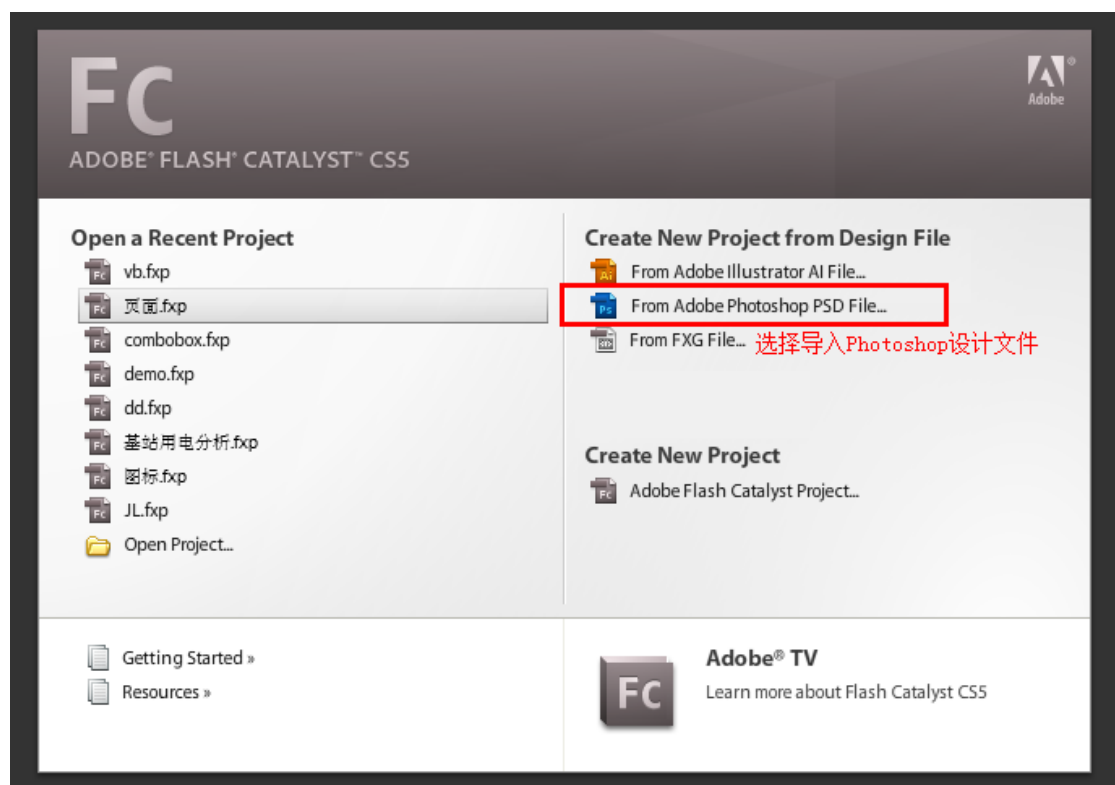 Fc
Adobe
ADOBE® FLASH® CATALYST™ CS5
Open a Recent Project
vb.fxp
页面.fxp
combobox.fxp
demo.fxp
dd.fxp
基站用电分析.fxp
图标.fxp
JL.fxp
Open Project...
Create New Project from Design File
From Adobe Illustrator AI File...
From Adobe Photoshop PSD File...
From FXG File... 选择导入Photoshop设计文件
Create New Project
Adobe Flash Catalyst Project...
Getting Started »
Resources »
Fc
Adobe® TV
Learn more about Flash Catalyst CS5